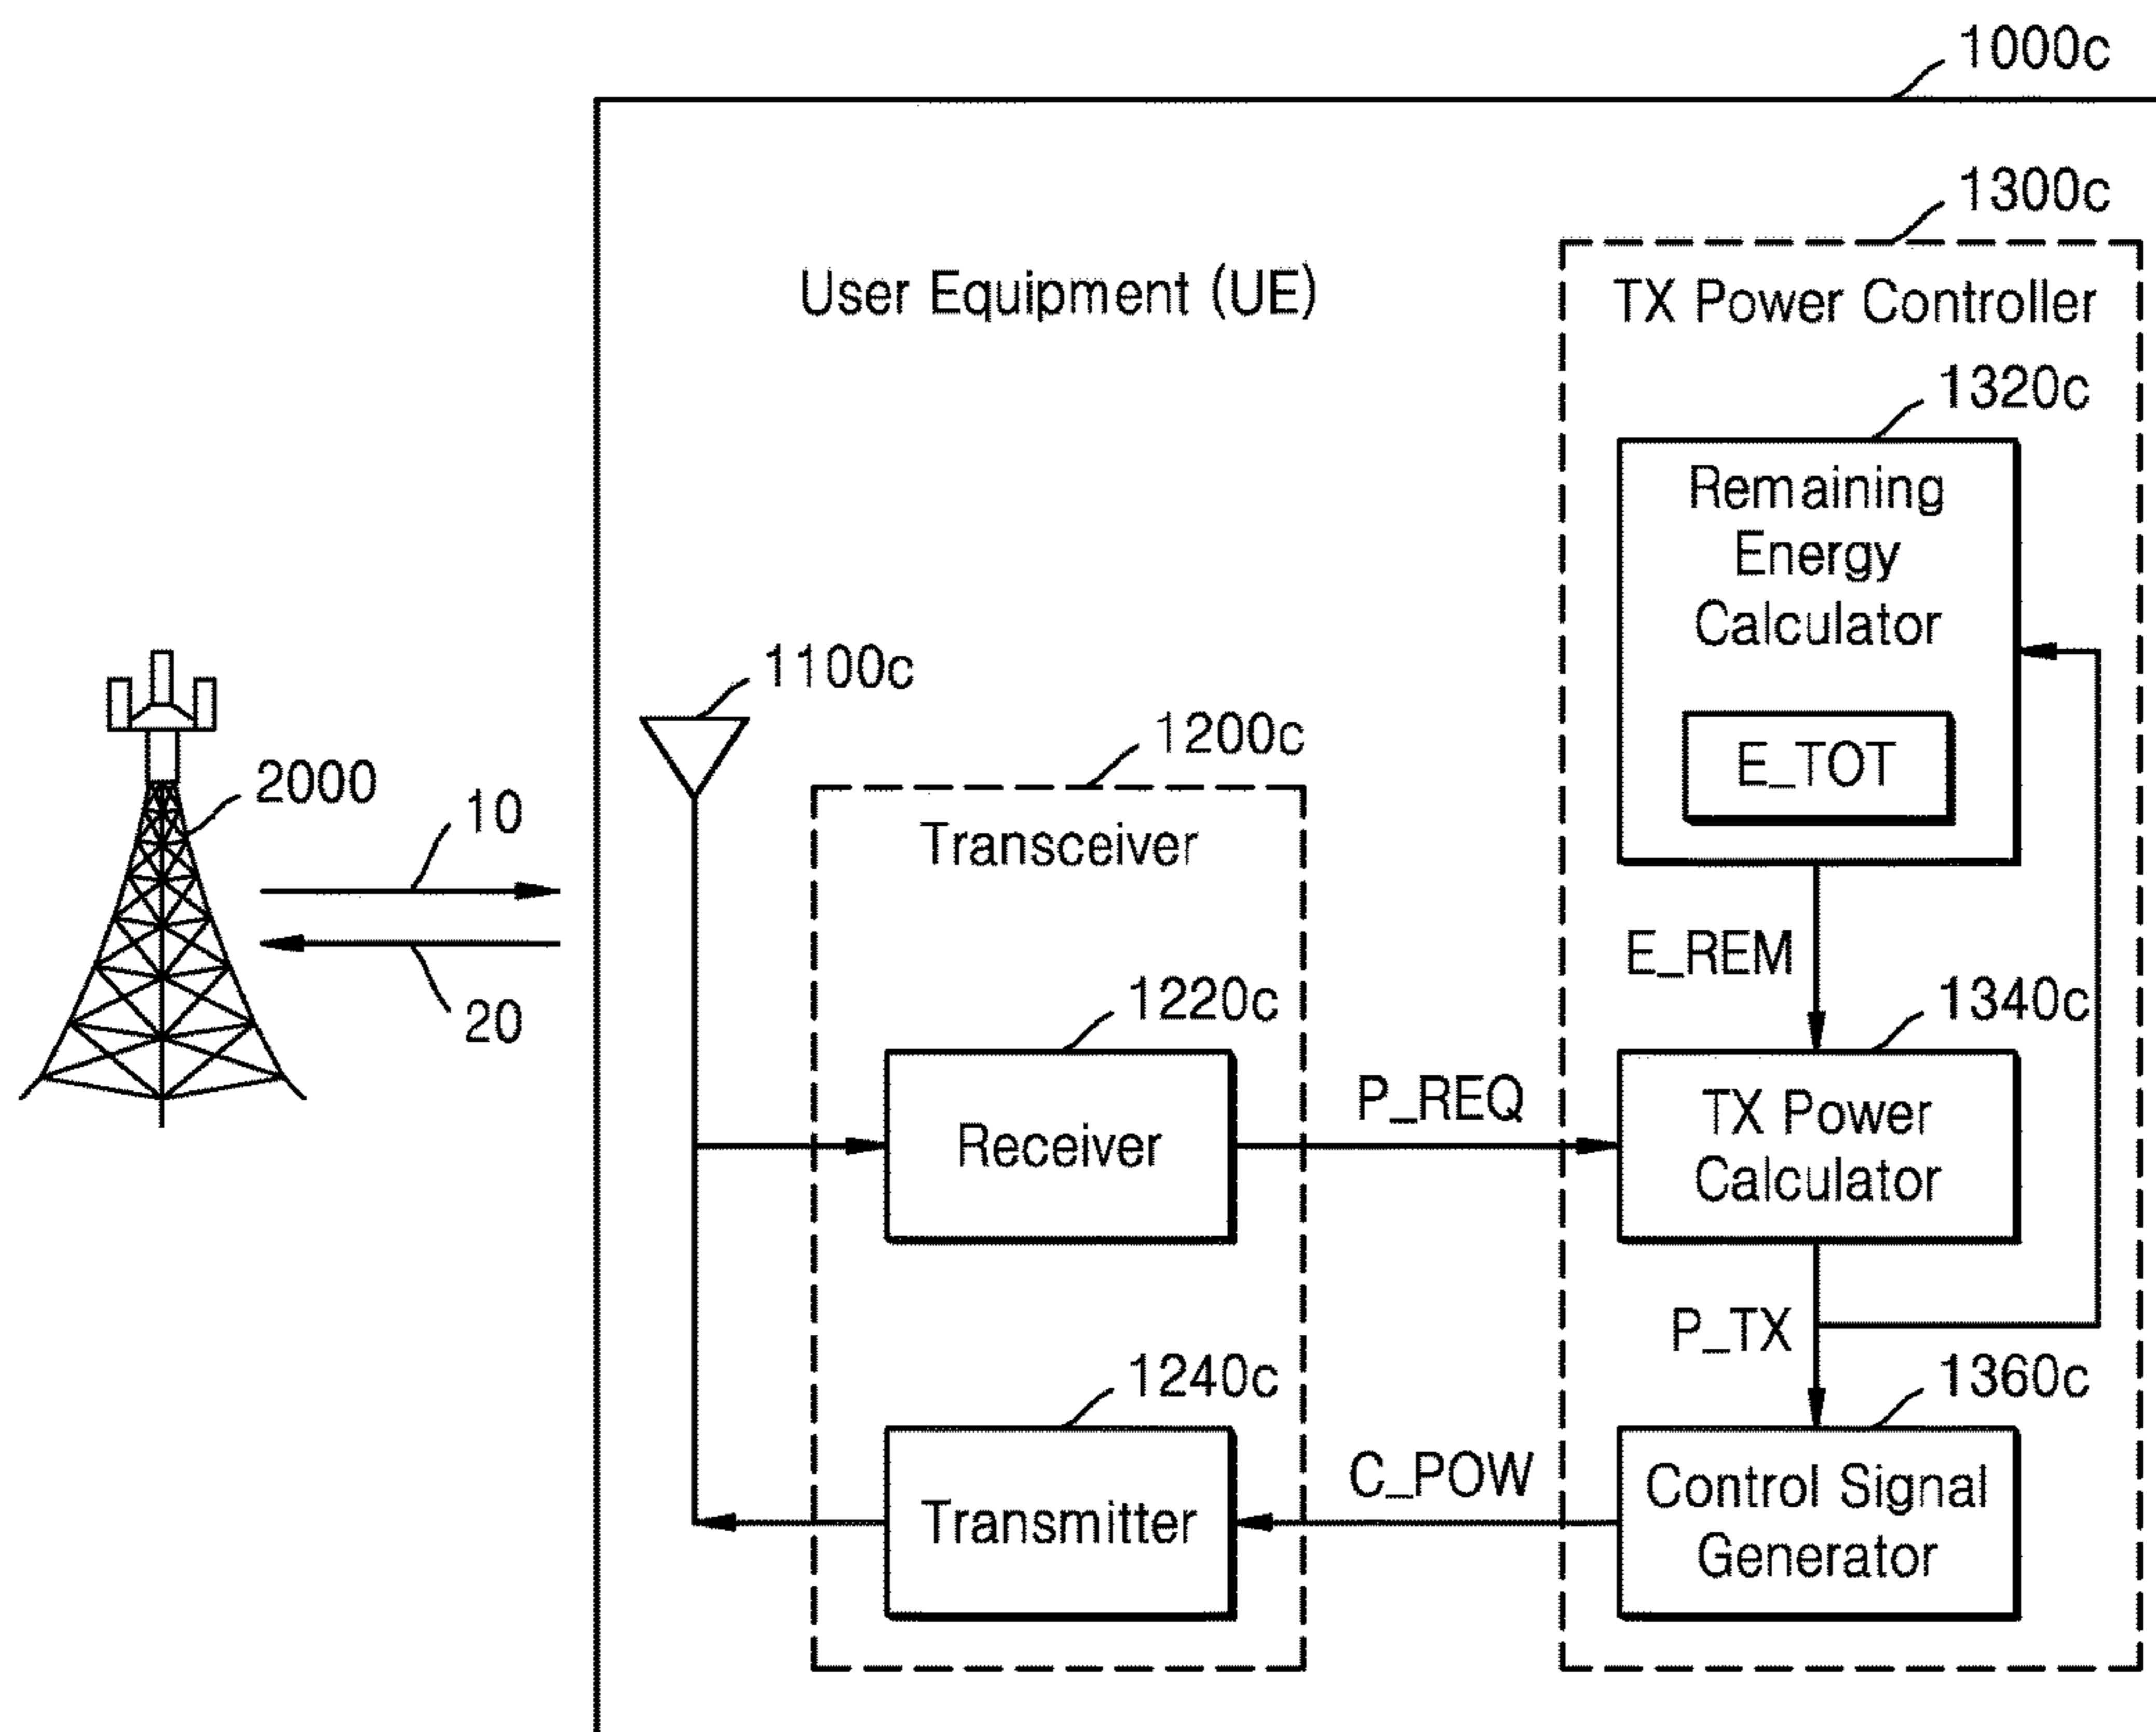 1000c
1300c
User Equipment (UE)
TX Power Controller
1320c
Remaining
Energy
Calculator
E_TOT
1100c
1200c
Transceiver
2000
10
20
E_REM
1220c
1340c
Receiver
P_REQ
TX Power
Calculator
P_TX
1240c
1360c
Transmitter
C_POW
Control Signal
Generator